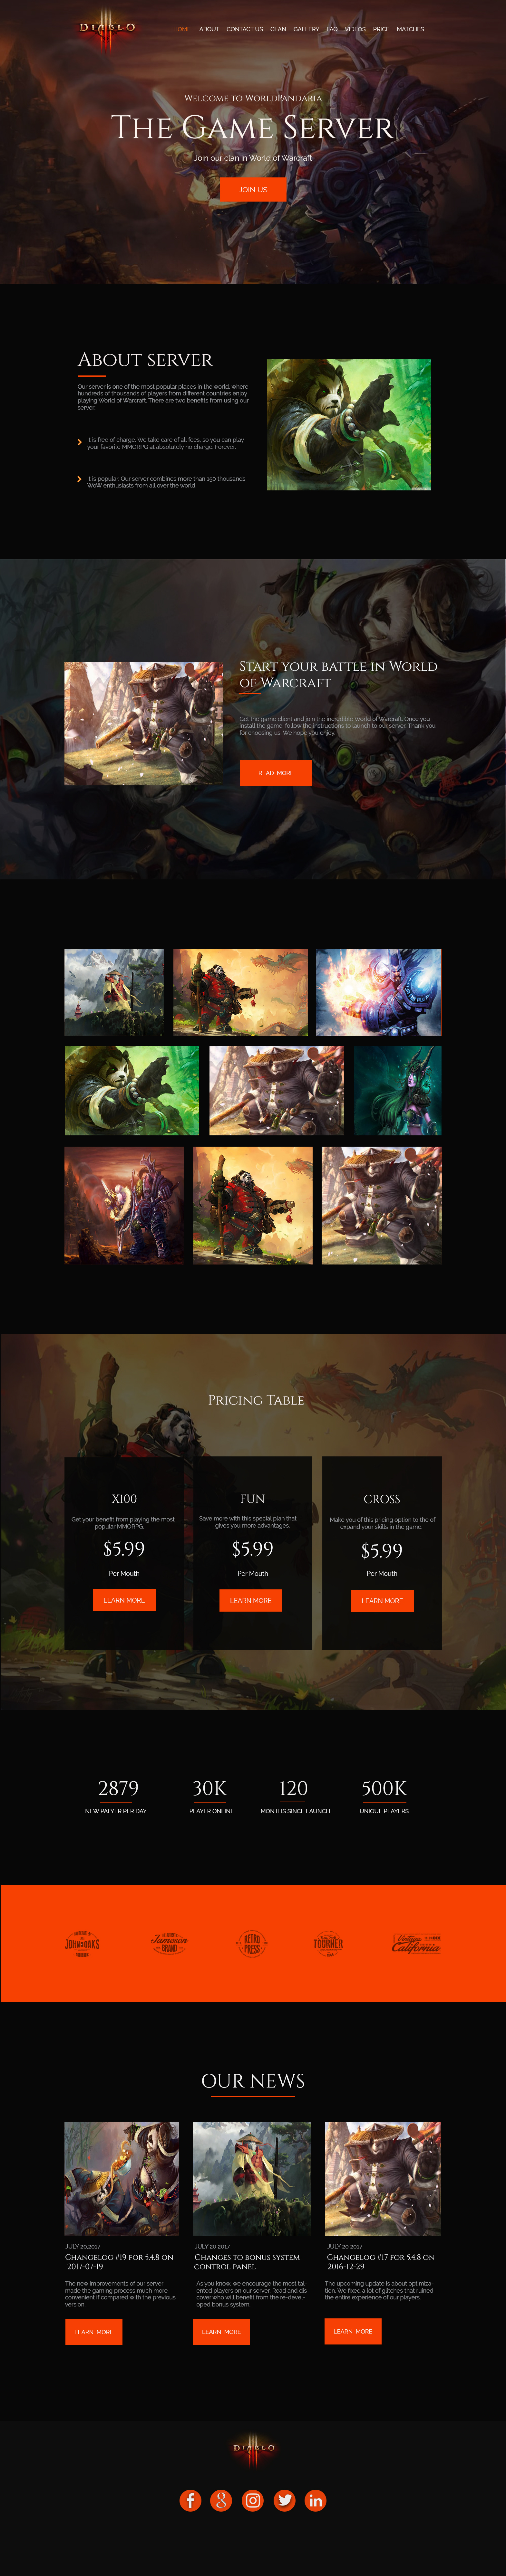 DIABLO
HOME ABOUT CONTACT US CLAN GALLERY FAQ VIDEOS PRICE MATCHES
Welcome to WorldPandaria
The Game Server
Join our clan in World of Warcraft
JOIN US
About server
Our server is one of the most popular places in the world, where
hundreds of thousands of players from different countries enjoy
playing World of Warcraft. There are two benefits from using our
server:
It is free of charge. We take care of all fees, so you can play
your favorite MMORPG at absolutely no charge. Forever.
It is popular. Our server combines more than 150 thousands
WoW enthusiasts from all over the world.
Start your battle in World
of Warcraft
Get the game client and join the incredible World of Warcraft. Once you
install the game, follow the instructions to launch to our server. Thank you
for choosing us. We hope you enjoy.
READ MORE
Pricing Table
X100
Get your benefit from playing the most
popular MMORPG.
$5.99
Per Mouth
LEARN MORE
FUN
Save more with this special plan that
gives you more advantages.
$5.99
Per Mouth
LEARN MORE
CROSS
Make you of this pricing option to the of
expand your skills in the game.
$5.99
Per Mouth
LEARN MORE
2879
NEW PALYER PER DAY
30K
PLAYER ONLINE
120
MONTHS SINCE LAUNCH
500K
UNIQUE PLAYERS
JOHN OAKS
Jameson
BRAND
RETRO
PRESS
TOURNER
Vintage
California
OUR NEWS
JULY 20,2017
Changelog #19 for 5.4.8 on
2017-07-19
The new improvements of our server
made the gaming process much more
convenient if compared with the previous
version.
LEARN MORE
JULY 20 2017
Changes to bonus system
control panel
As you know, we encourage the most tal-
ented players on our server. Read and dis-
cover who will benefit from the re-devel-
oped bonus system.
LEARN MORE
JULY 20 2017
Changelog #17 for 5.4.8 on
2016-12-29
The upcoming update is about optimiza-
tion. We fixed a lot of glitches that ruined
the entire experience of our players.
LEARN MORE
DIABLO